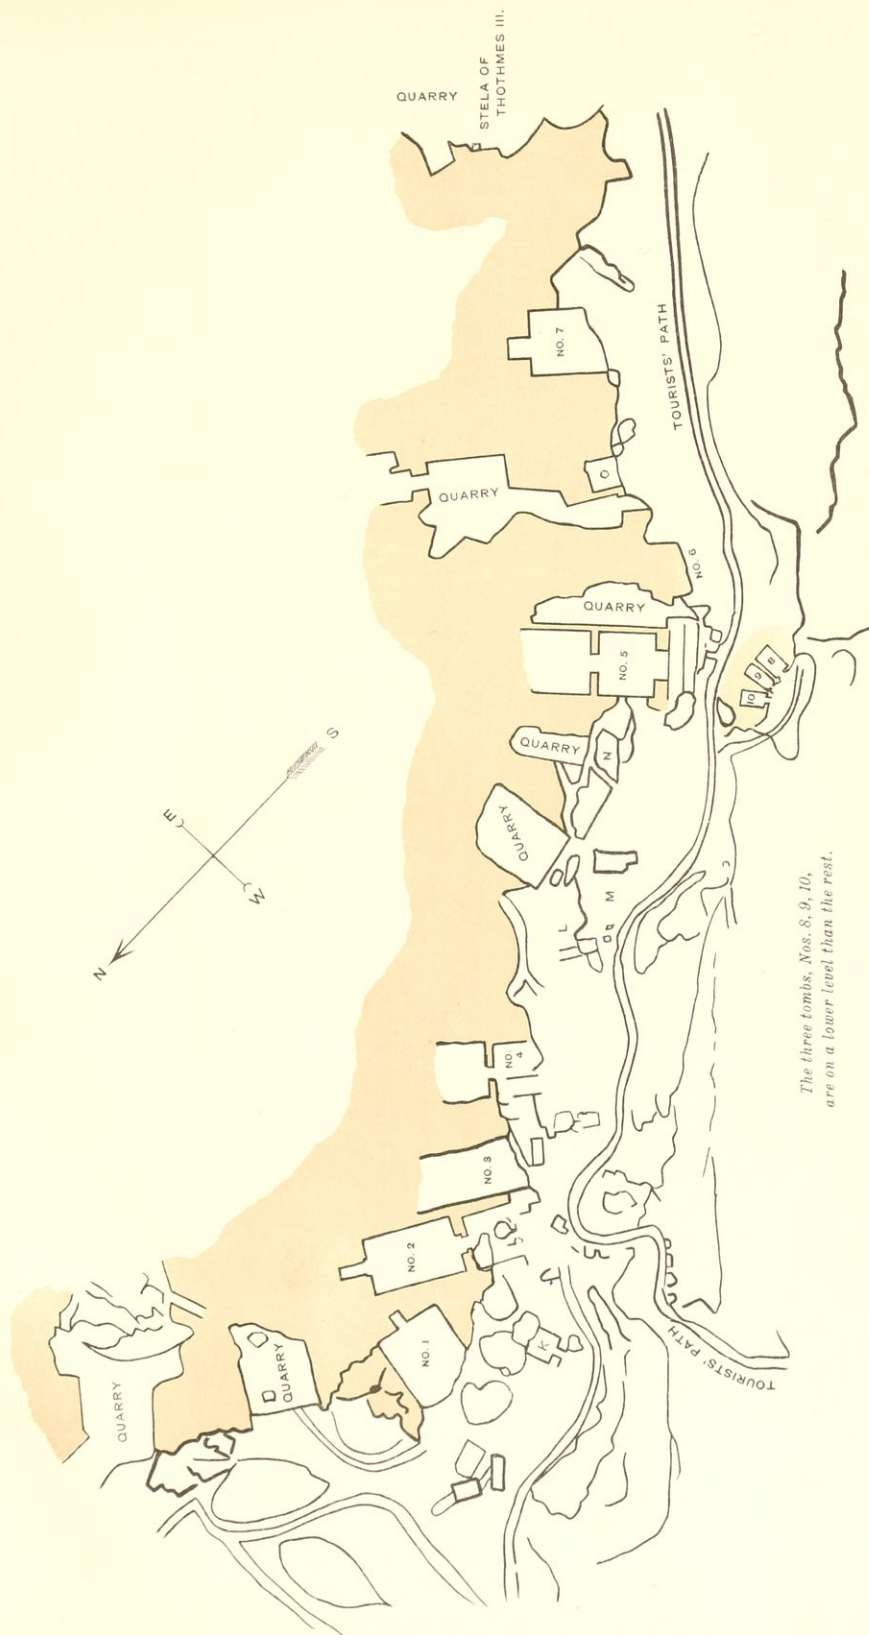 QUARRY
STELA OF
THOTHMES III.
NO. 7
TOURISTS' PATH
QUARRY
O
NO. 6
QUARRY
NO. 5
8
9
10
QUARRY
N
QUARRY
M
L
N
E
S
W
NO.
4
NO. 3
NO. 2
NO. 1
K
QUARRY
QUARRY
TOURISTS' PATH
The three tombs, Nos. 8, 9, 10,
are on a lower level than the rest.